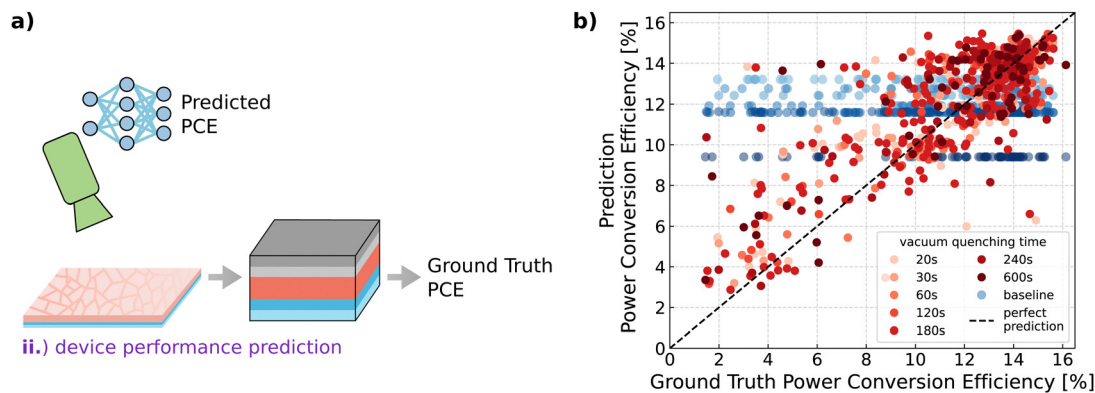 a)
Predicted
PCE
Ground Truth
PCE
ii.) device performance prediction
b)
Prediction
Power Conversion Efficiency [%]
16
14
12
10
8
6
4
2
0
0 2 4 6 8 10 12 14 16
Ground Truth Power Conversion Efficiency [%]
vacuum quenching time
20s
30s
60s
120s
180s
240s
600s
baseline
perfect
prediction